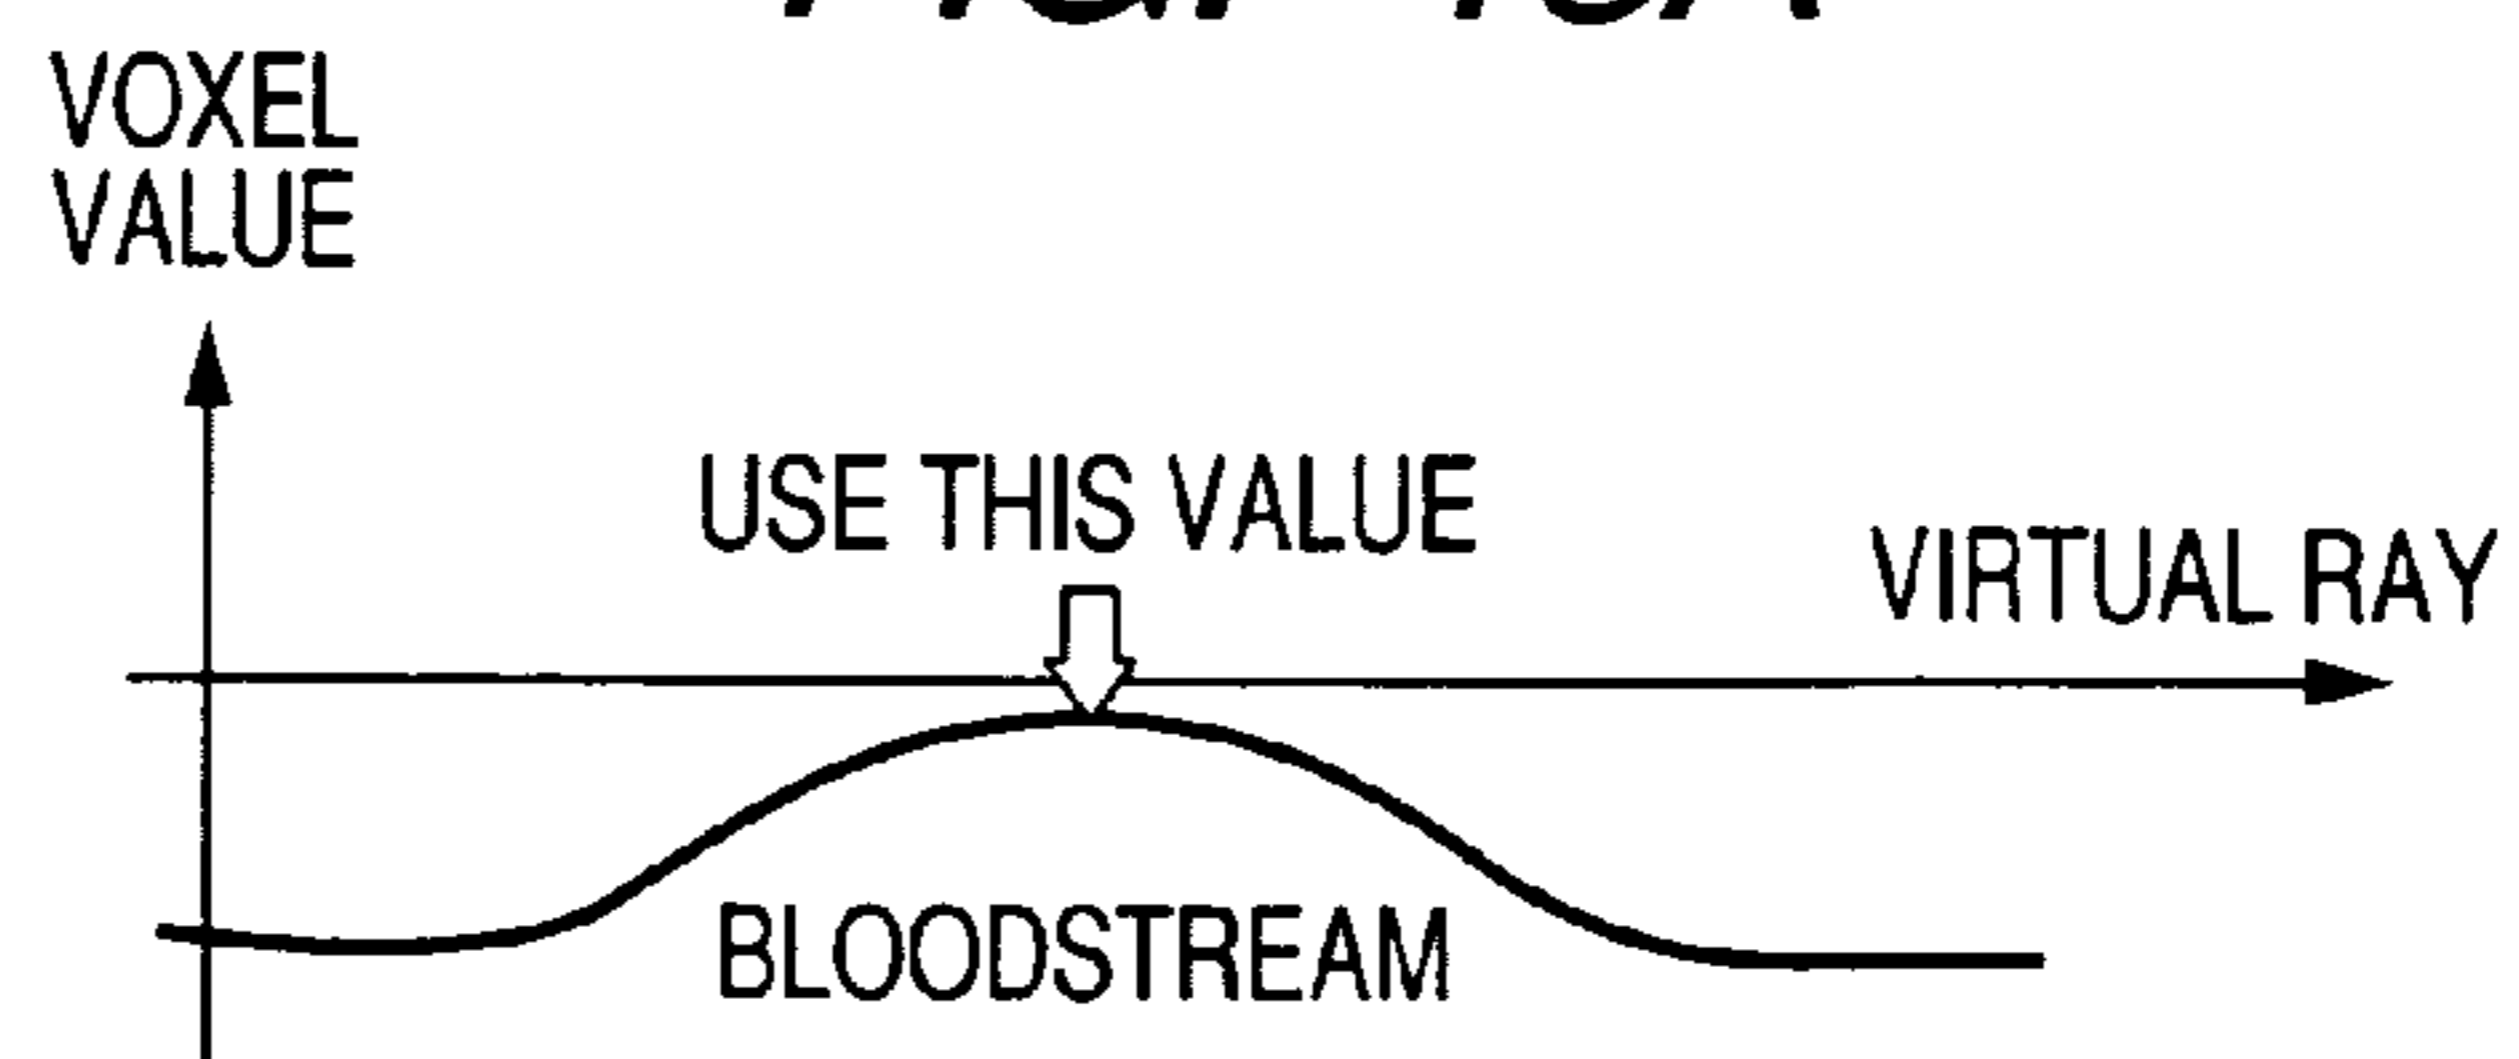 VOXEL
VALUE
USE THIS VALUE
VIRTUAL RAY
BLOODSTREAM